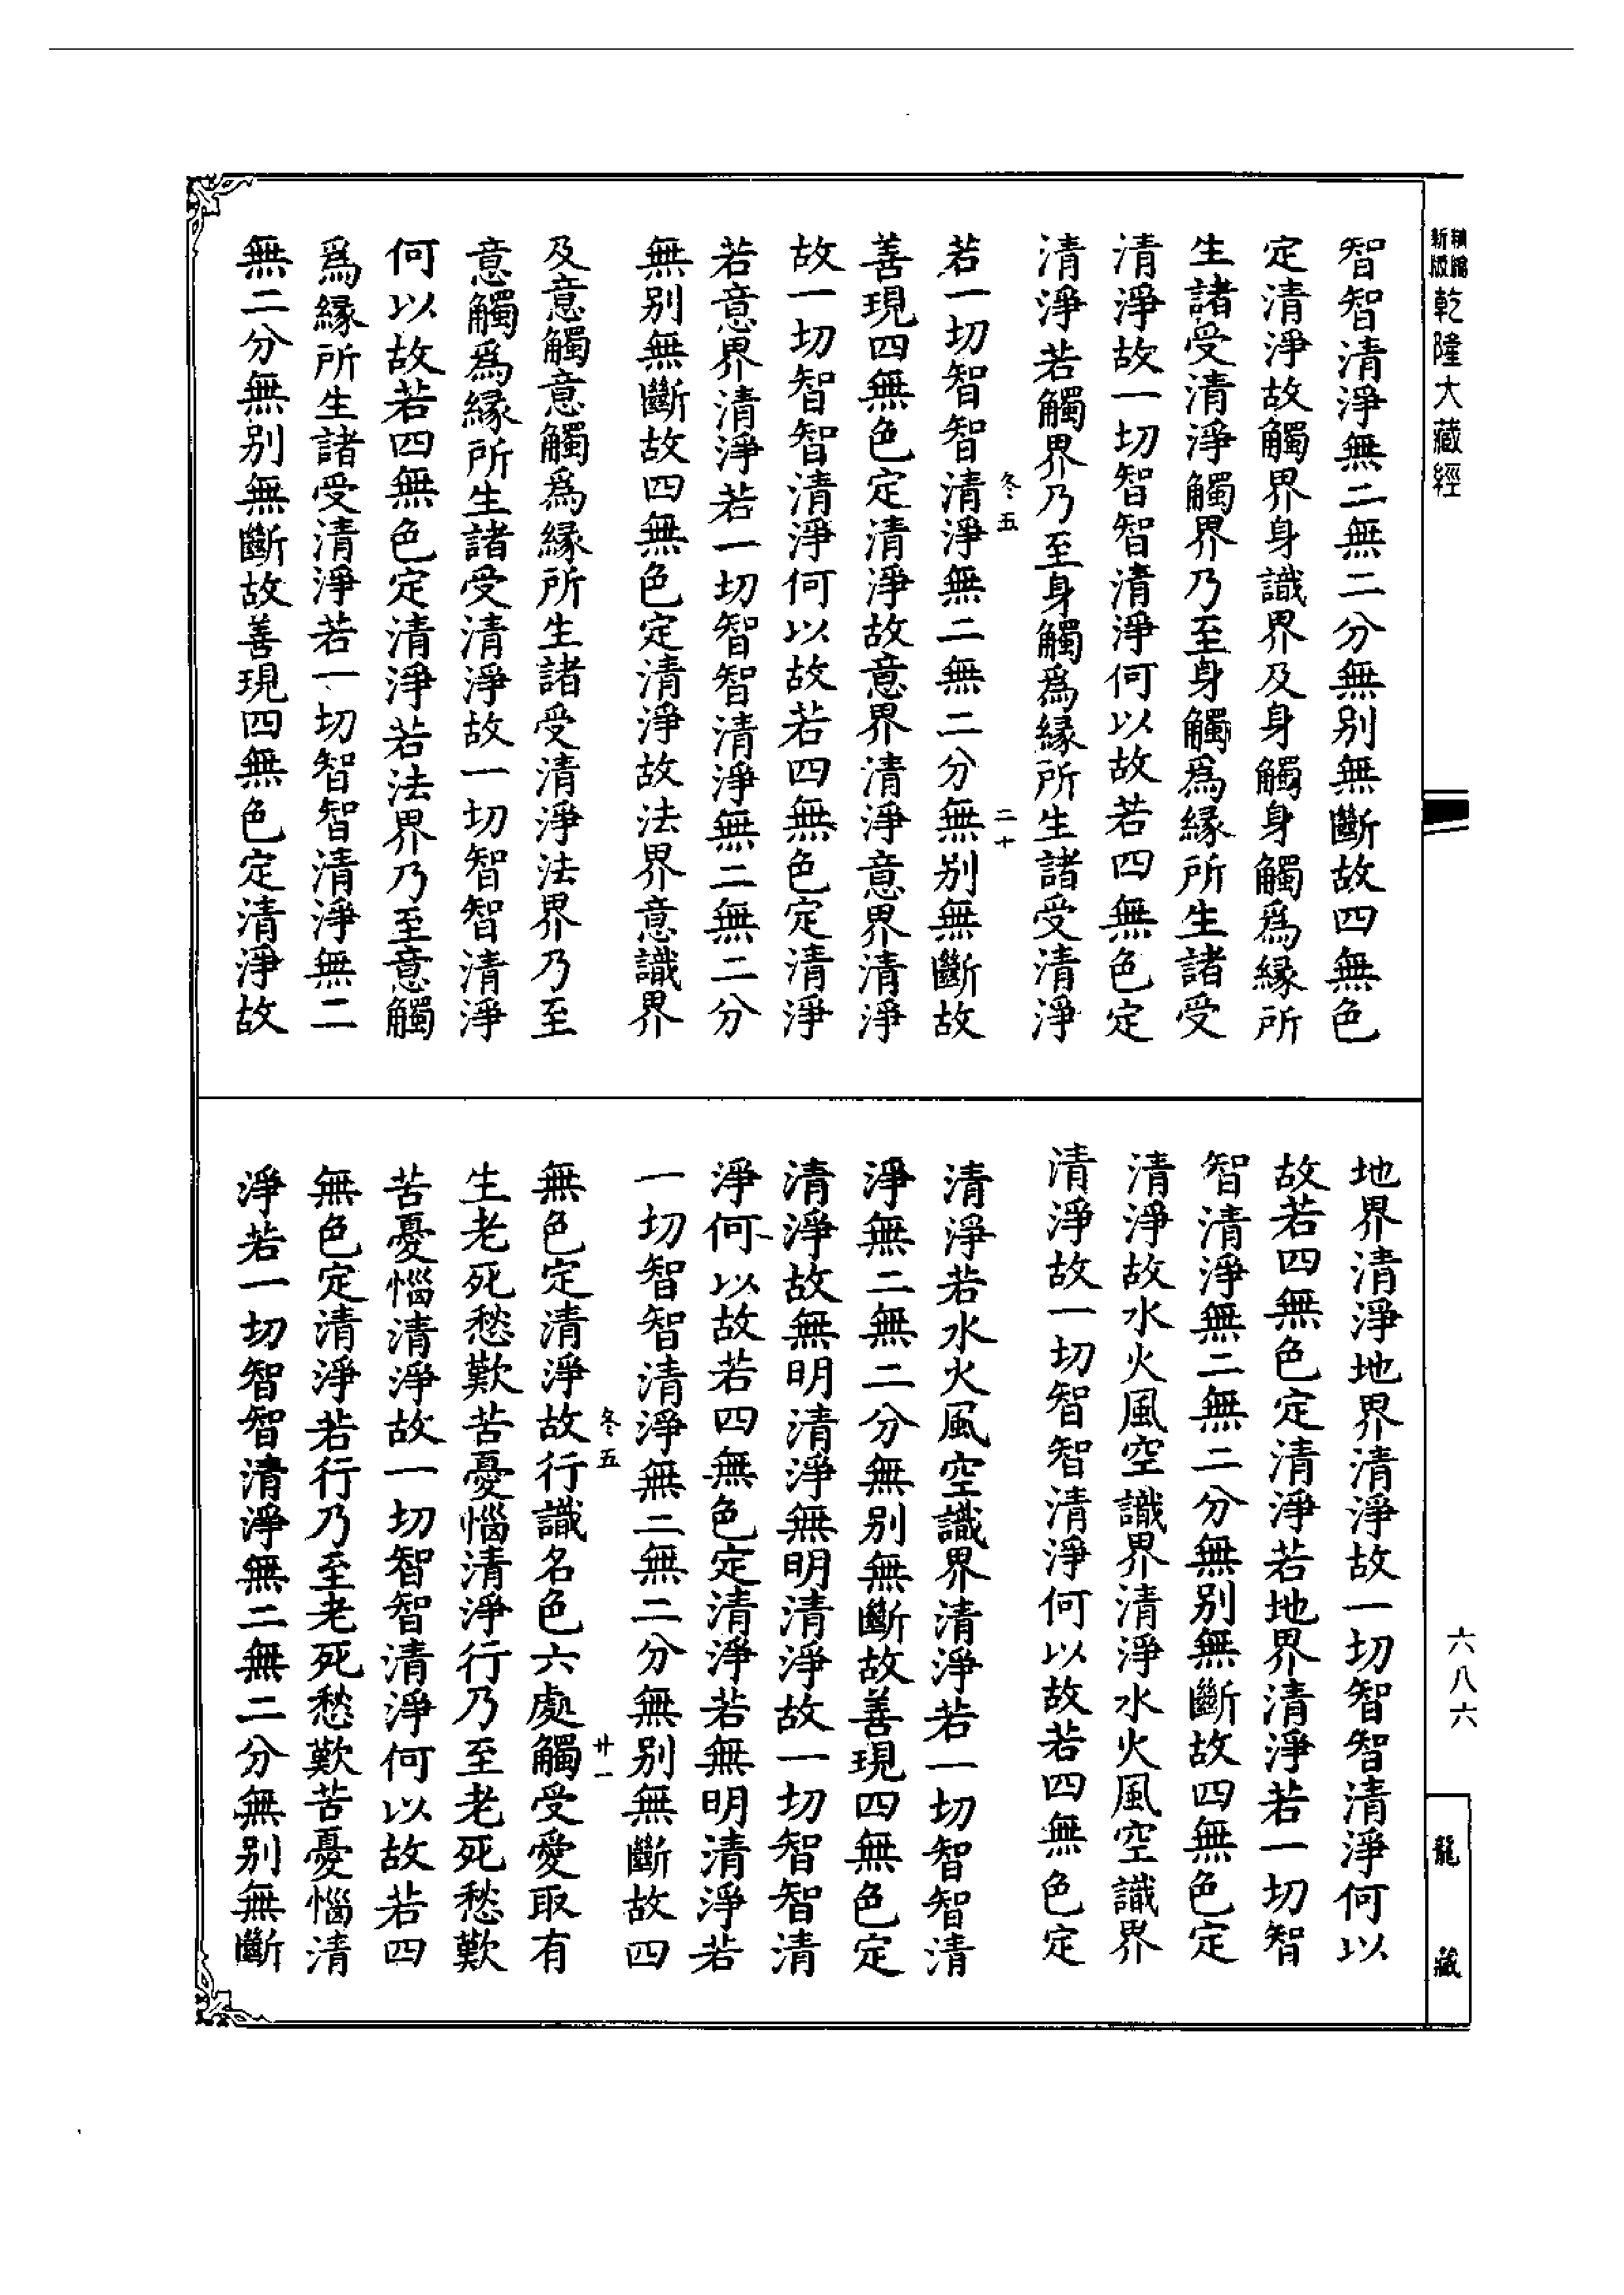 精縮新版乾隆大藏經
六八六
龍藏
智智清淨無二無二分無别無斷故四無色
定清淨故觸界身識界及身觸身觸爲緣所
生諸受清淨觸界乃至身觸爲緣所生諸受
清淨故一切智智清淨何以故若四無色定
清淨若觸界乃至身觸爲緣所生諸受清淨
冬五 二十
若一切智智清淨無二無二分無别無斷故
善現四無色定清淨故意界清淨意界清淨
故一切智智清淨何以故若四無色定清淨
若意界清淨若一切智智清淨無二無二分
無别無斷故四無色定清淨故法界意識界
及意觸意觸爲緣所生諸受清淨法界乃至
意觸爲緣所生諸受清淨故一切智智清淨
何以故若四無色定清淨若法界乃至意觸
爲緣所生諸受清淨若一切智智清淨無二
無二分無别無斷故善現四無色定清淨故
地界清淨地界清淨故一切智智清淨何以
故若四無色定清淨若地界清淨若一切智
智清淨無二無二分無别無斷故四無色定
清淨故水火風空識界清淨水火風空識界
清淨故一切智智清淨何以故若四無色定
清淨若水火風空識界清淨若一切智智清
淨無二無二分無别無斷故善現四無色定
清淨故無明清淨無明清淨故一切智智清
淨何以故若四無色定清淨若無明清淨若
一切智智清淨無二無二分無别無斷故四
冬五 廿一
無色定清淨故行識名色六處觸受愛取有
生老死愁歎苦憂惱清淨行乃至老死愁歎
苦憂惱清淨故一切智智清淨何以故若四
無色定清淨若行乃至老死愁歎苦憂惱清
淨若一切智智清淨無二無二分無别無斷